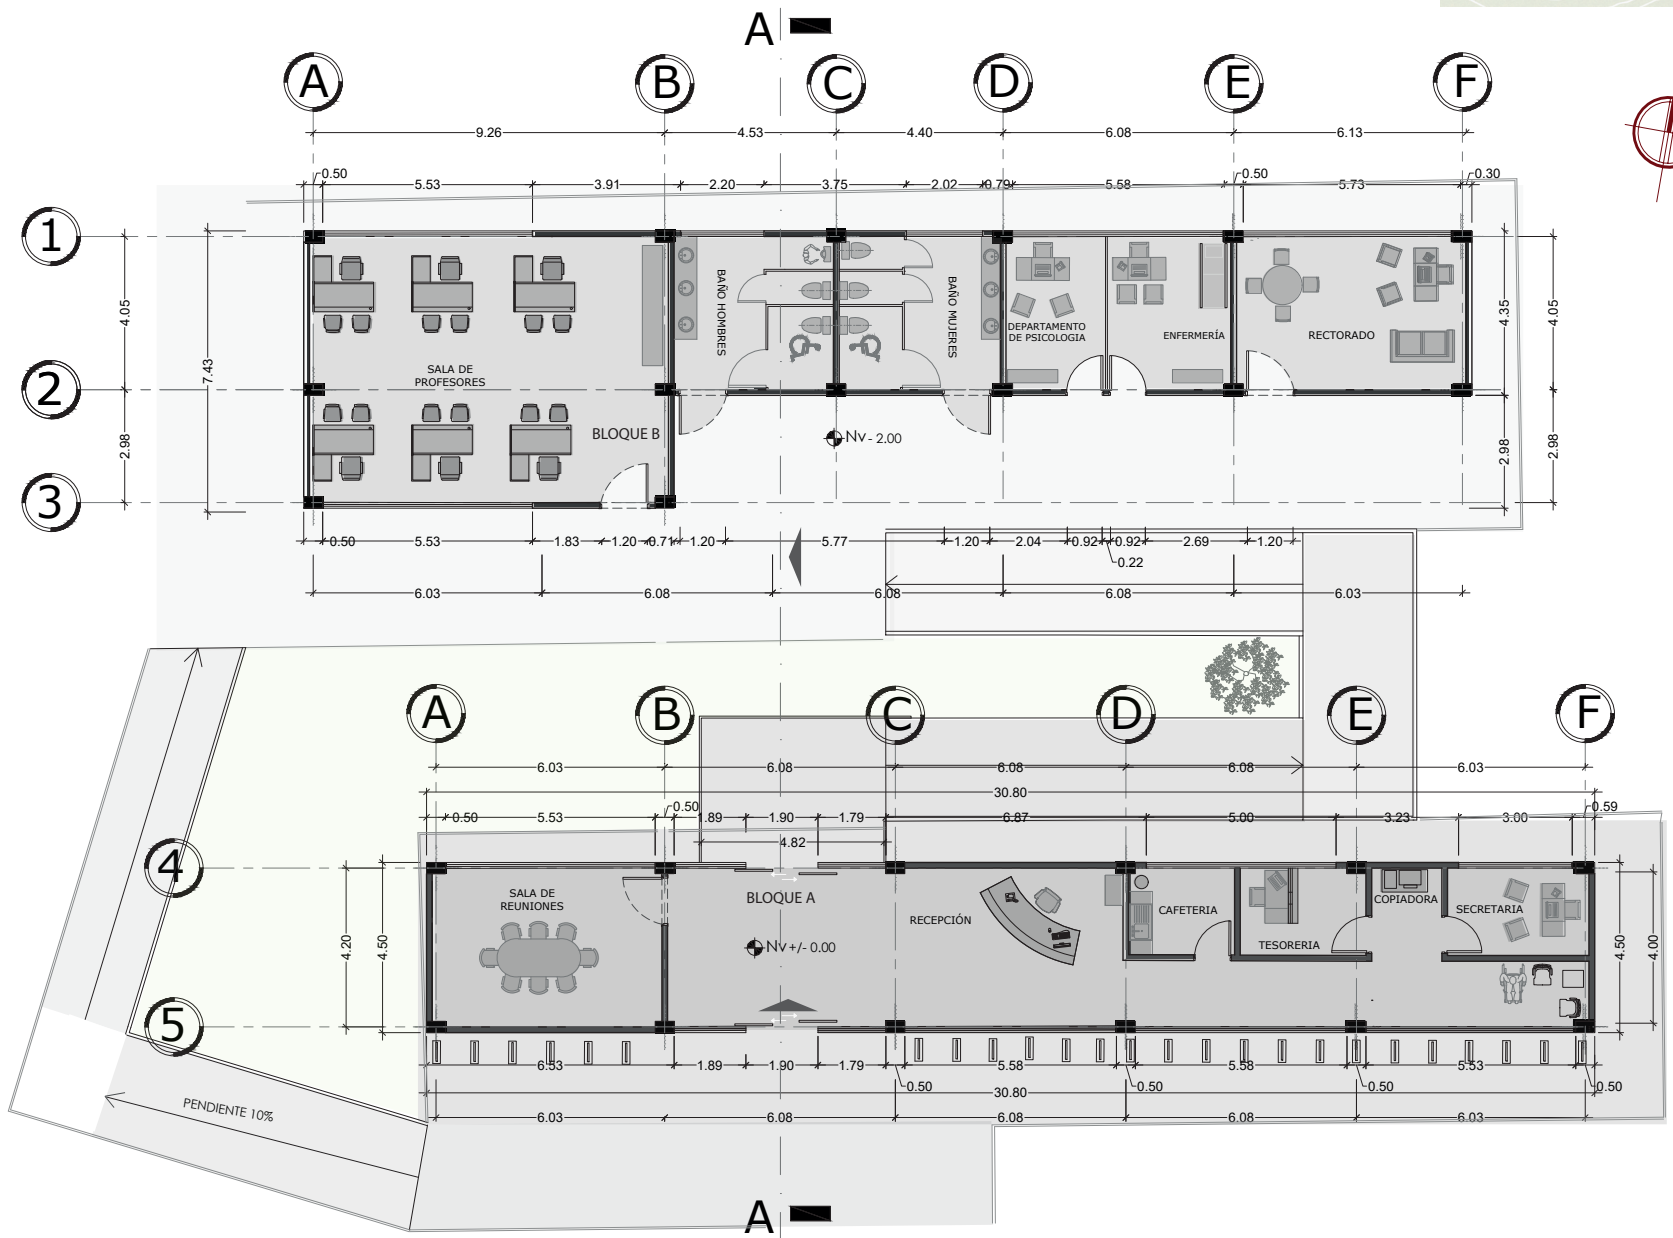 A
A B C D E F
9.26 4.53 4.40 6.08 6.13
0.50 5.53 3.91 2.20 3.75 2.02 0.79 5.58 0.50 5.73 0.30
1
2
3
7.43
4.05
2.98
4.35
2.98
4.05
2.98
SALA DE
PROFESORES
BLOQUE B
BAÑO HOMBRES
BAÑO MUJERES
DEPARTAMENTO
DE PSICOLOGIA
ENFERMERÍA
RECTORADO
Nv - 2.00
0.50 5.53 1.83 1.20 0.71 1.20 5.77 1.20 2.04 0.92 0.92 2.69 1.20
0.22
6.03 6.08 6.08 6.08 6.03
A B C D E F
6.03 6.08 6.08 6.08 6.03
30.80
0.50 5.53 0.50 1.89 1.90 1.79 6.87 5.00 3.23 3.00 0.59
4.82
4
5
4.20
4.50
4.50
4.00
SALA DE
REUNIONES
BLOQUE A
Nv +/- 0.00
RECEPCIÓN
CAFETERIA
TESORERIA
COPIADORA
SECRETARIA
6.53 1.89 1.90 1.79 5.58 5.58 5.53
0.50 0.50 0.50 0.50
30.80
6.03 6.08 6.08 6.08 6.03
PENDIENTE 10%
A